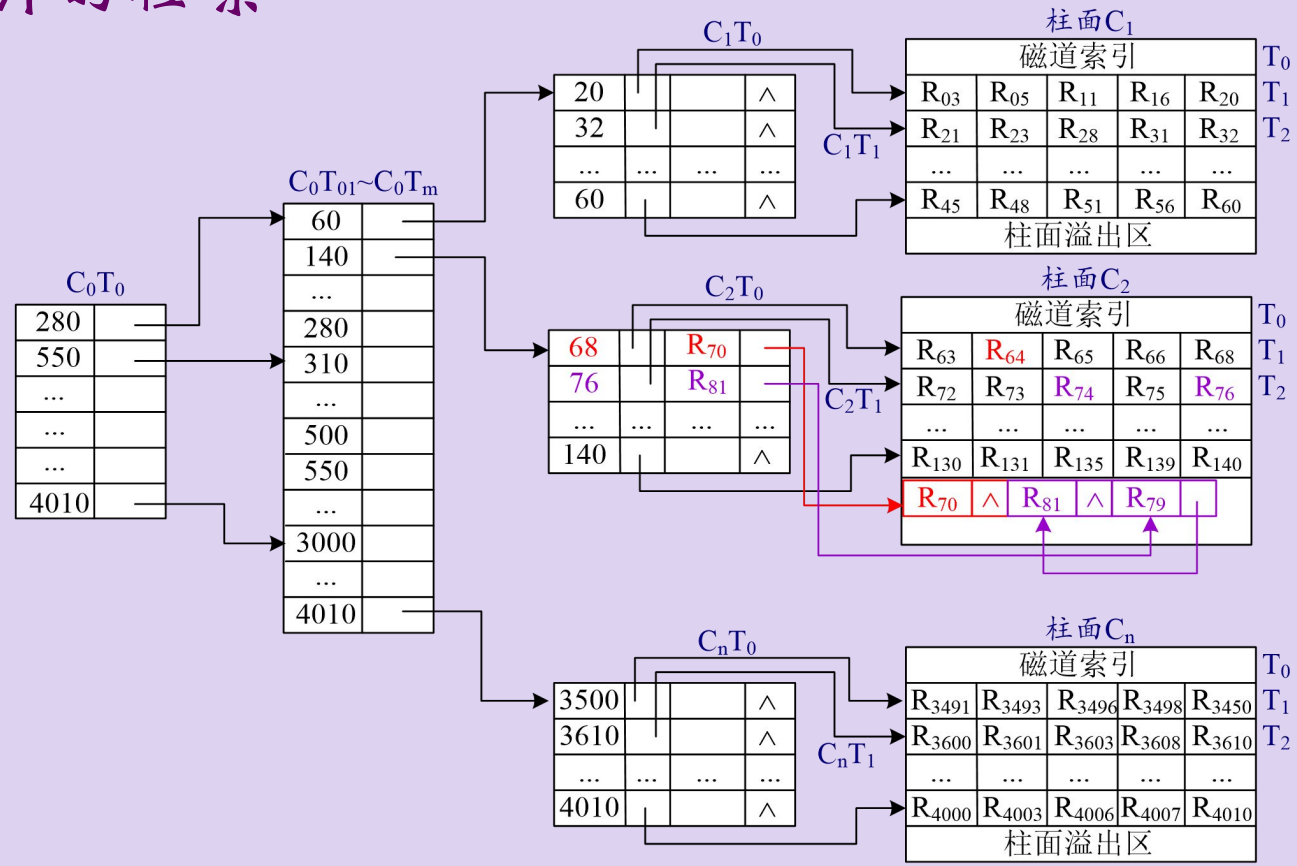 C₁T₀
柱面C₁
磁道索引 T₀
20 ∧
R₀₃ R₀₅ R₁₁ R₁₆ R₂₀ T₁
32 ∧
C₁T₁
R₂₁ R₂₃ R₂₈ R₃₁ R₃₂ T₂
... ... ... ...
... ... ... ... ...
60 ∧
R₄₅ R₄₈ R₅₁ R₅₆ R₆₀
柱面溢出区
C₀T₀₁~C₀Tₘ
60
140
...
280
310
...
500
550
...
3000
...
4010
C₀T₀
280
550
...
...
...
4010
C₂T₀
柱面C₂
磁道索引 T₀
68 R₇₀
R₆₃ R₆₄ R₆₅ R₆₆ R₆₈ T₁
76 R₈₁
C₂T₁
R₇₂ R₇₃ R₇₄ R₇₅ R₇₆ T₂
... ... ... ...
... ... ... ... ...
140 ∧
R₁₃₀ R₁₃₁ R₁₃₅ R₁₃₉ R₁₄₀
R₇₀ ∧ R₈₁ ∧ R₇₉
CₙT₀
柱面Cₙ
磁道索引 T₀
3500 ∧
R₃₄₉₁ R₃₄₉₃ R₃₄₉₆ R₃₄₉₈ R₃₄₅₀ T₁
3610 ∧
CₙT₁
R₃₆₀₀ R₃₆₀₁ R₃₆₀₃ R₃₆₀₈ R₃₆₁₀ T₂
... ... ... ...
... ... ... ... ...
4010 ∧
R₄₀₀₀ R₄₀₀₃ R₄₀₀₆ R₄₀₀₇ R₄₀₁₀
柱面溢出区